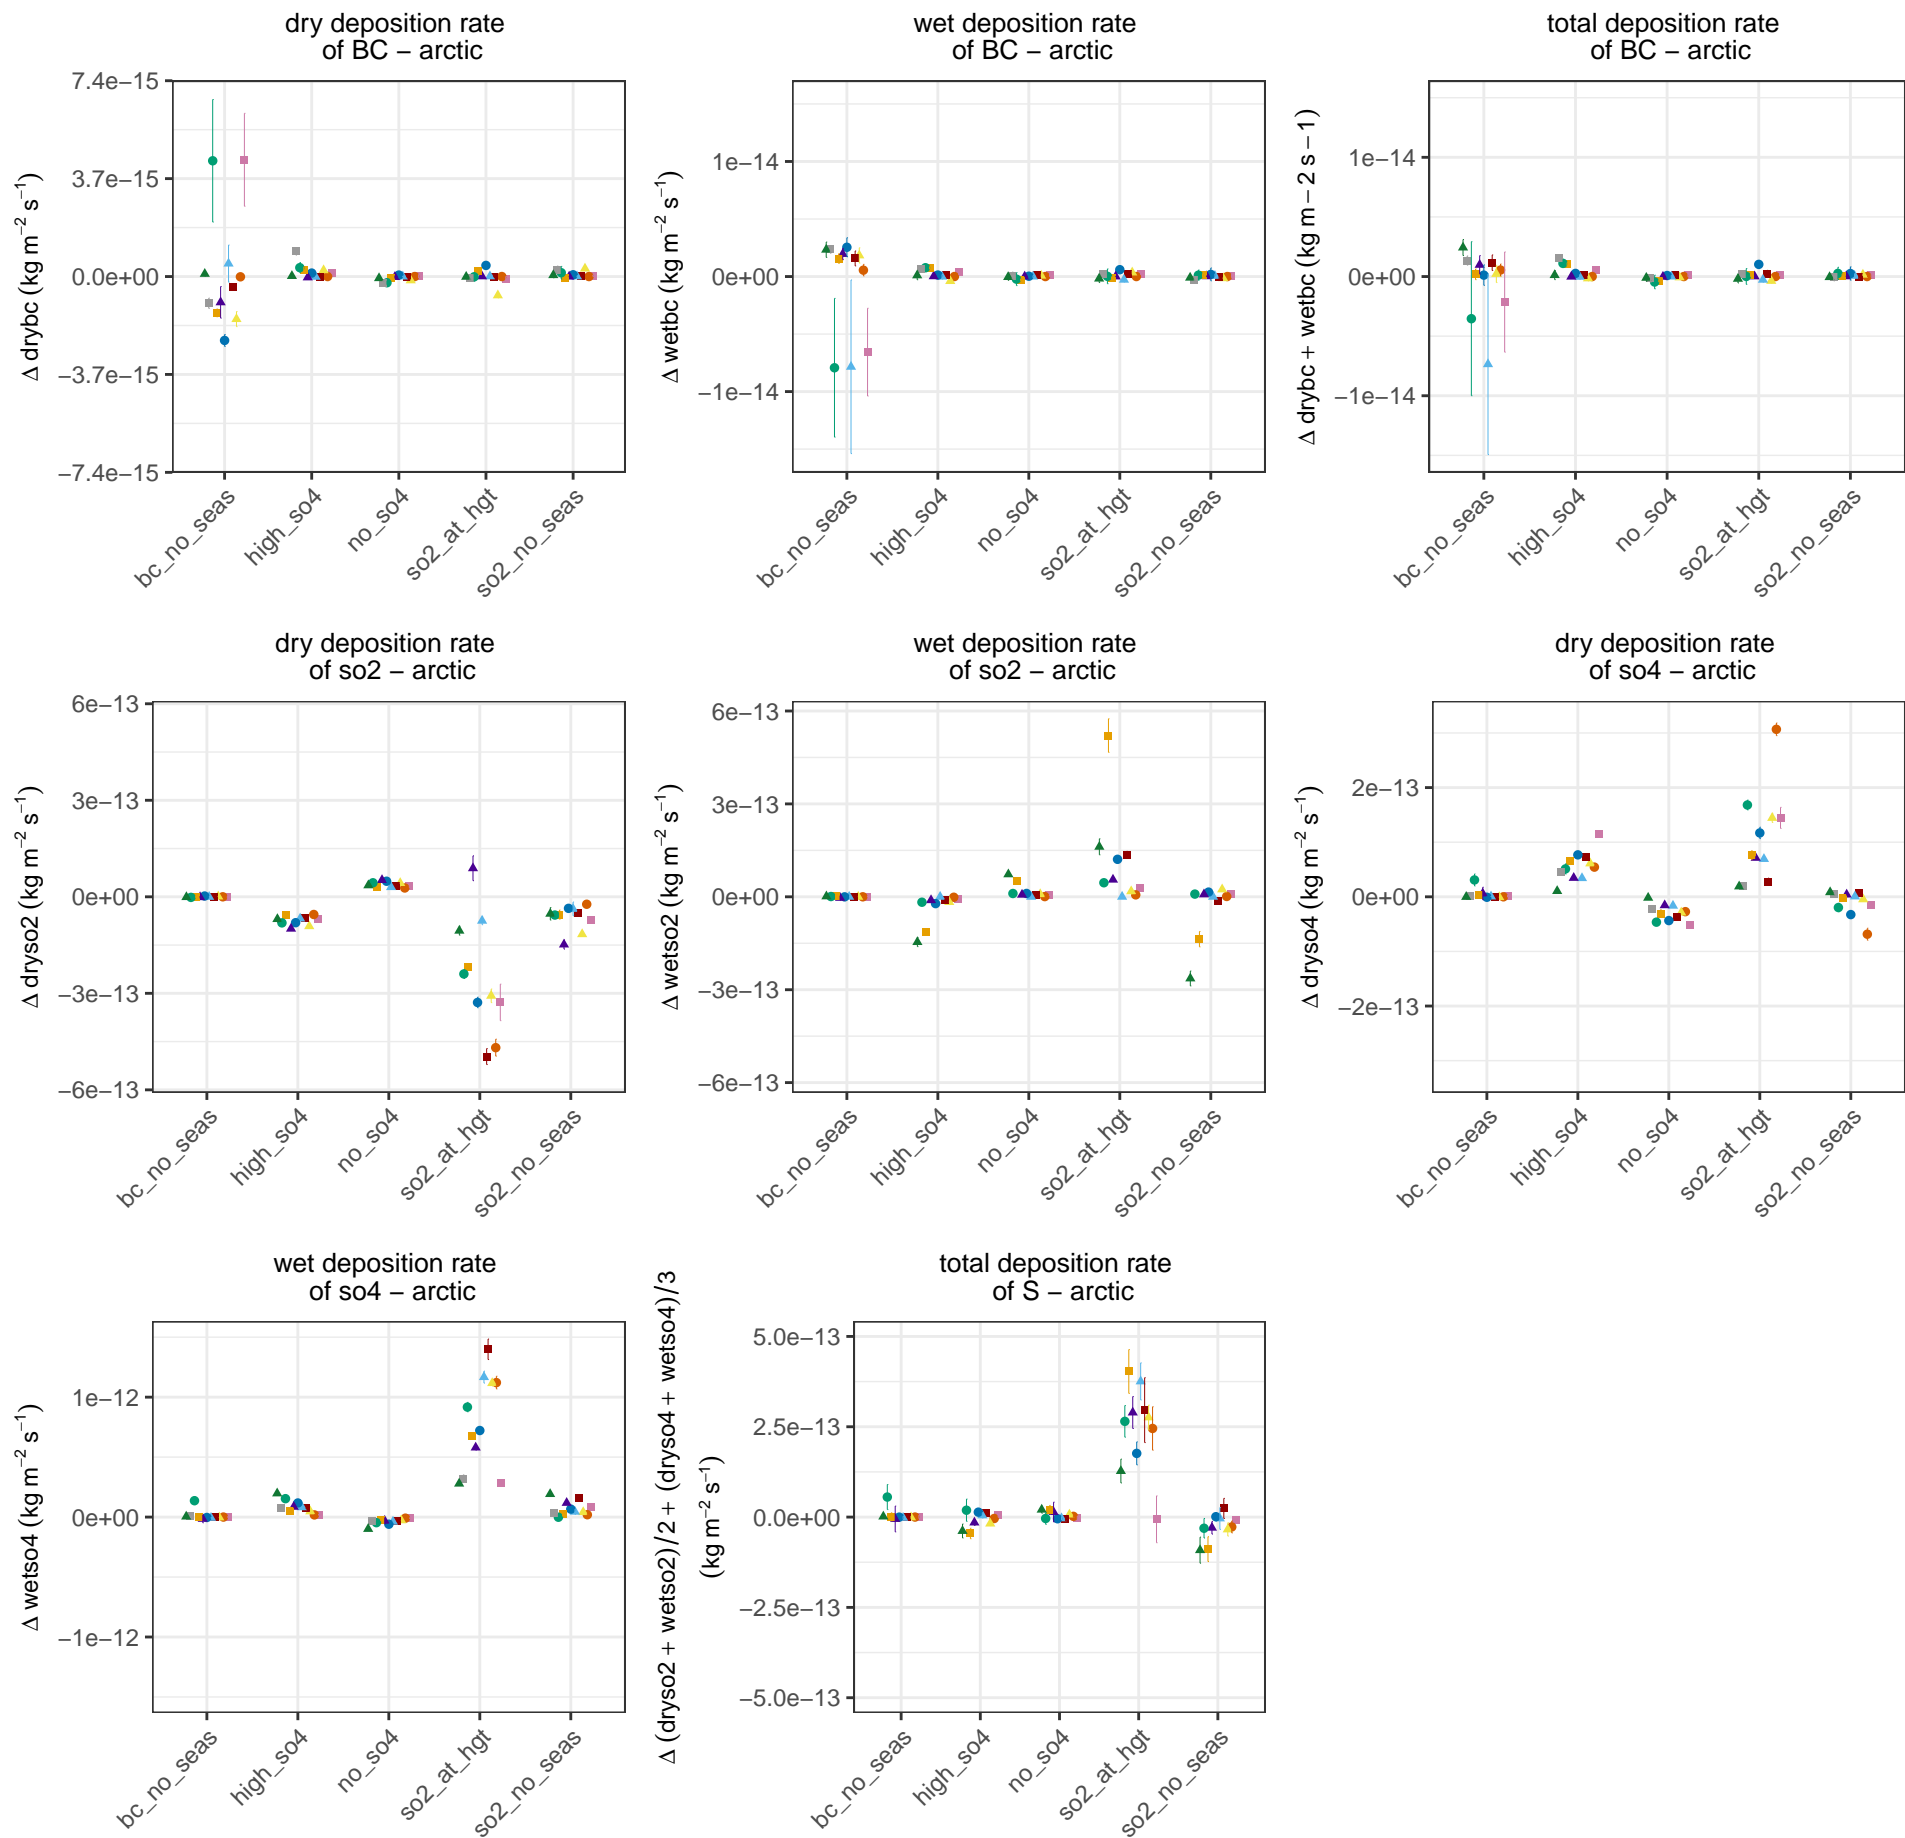 dry deposition rate
of BC − arctic
Δ drybc (kg m−2 s−1)
7.4e−15
3.7e−15
0.0e+00
−3.7e−15
−7.4e−15
bc_no_seas
high_so4
no_so4
so2_at_hgt
so2_no_seas
wet deposition rate
of BC − arctic
Δ wetbc (kg m−2 s−1)
1e−14
0e+00
−1e−14
bc_no_seas
high_so4
no_so4
so2_at_hgt
so2_no_seas
total deposition rate
of BC − arctic
Δ drybc + wetbc (kg m − 2 s − 1)
1e−14
0e+00
−1e−14
bc_no_seas
high_so4
no_so4
so2_at_hgt
so2_no_seas
dry deposition rate
of so2 − arctic
Δ dryso2 (kg m−2 s−1)
6e−13
3e−13
0e+00
−3e−13
−6e−13
bc_no_seas
high_so4
no_so4
so2_at_hgt
so2_no_seas
wet deposition rate
of so2 − arctic
Δ wetso2 (kg m−2 s−1)
6e−13
3e−13
0e+00
−3e−13
−6e−13
bc_no_seas
high_so4
no_so4
so2_at_hgt
so2_no_seas
dry deposition rate
of so4 − arctic
Δ dryso4 (kg m−2 s−1)
2e−13
0e+00
−2e−13
bc_no_seas
high_so4
no_so4
so2_at_hgt
so2_no_seas
wet deposition rate
of so4 − arctic
Δ wetso4 (kg m−2 s−1)
1e−12
0e+00
−1e−12
bc_no_seas
high_so4
no_so4
so2_at_hgt
so2_no_seas
total deposition rate
of S − arctic
Δ ((dryso2 + wetso2)/2 + (dryso4 + wetso4)/3
(kg m−2 s−1)
5.0e−13
2.5e−13
0.0e+00
−2.5e−13
−5.0e−13
bc_no_seas
high_so4
no_so4
so2_at_hgt
so2_no_seas